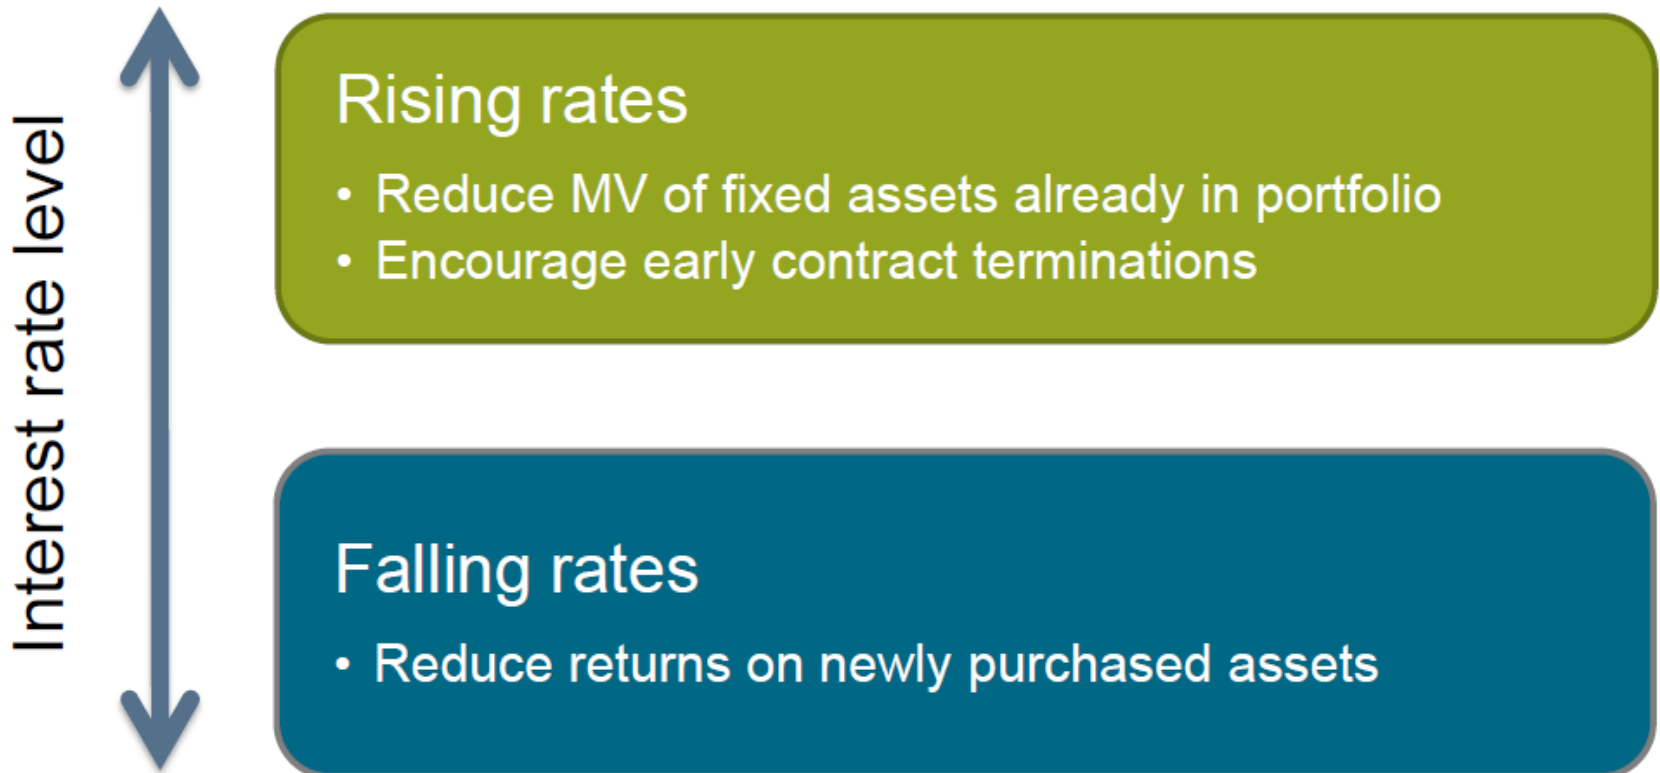 Interest rate level
Rising rates
• Reduce MV of fixed assets already in portfolio
• Encourage early contract terminations
Falling rates
• Reduce returns on newly purchased assets